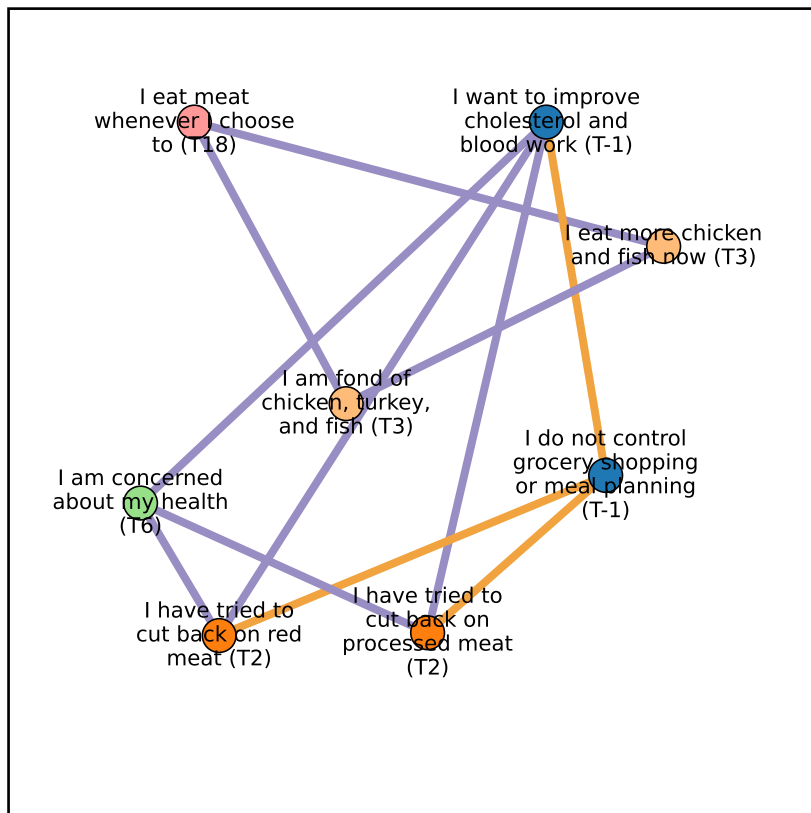 I eat meat
whenever I choose
to (T18)
I want to improve
cholesterol and
blood work (T-1)
I eat more chicken
and fish now (T3)
I am fond of
chicken, turkey,
and fish (T3)
I do not control
grocery shopping
or meal planning
(T-1)
I am concerned
about my health
(T6)
I have tried to
cut back on red
meat (T2)
I have tried to
cut back on
processed meat
(T2)